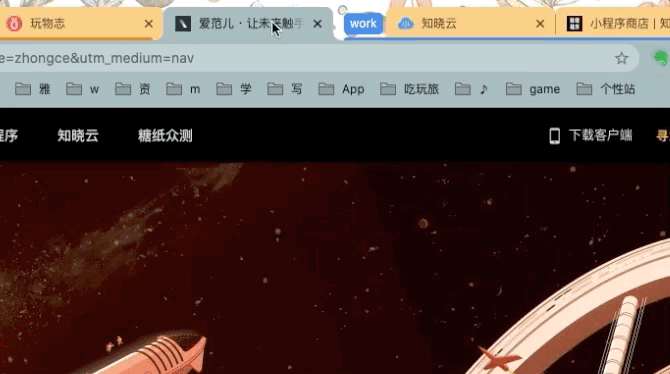 玩物志 爱范儿 · 让未来触手 work 知晓云 小程序商店 | 知
e=zhongce&utm_medium=nav
雅 w 资 m 学 写 App 吃玩旅 ♪ game 个性站
程序 知晓云 糖纸众测 下载客户端 寻